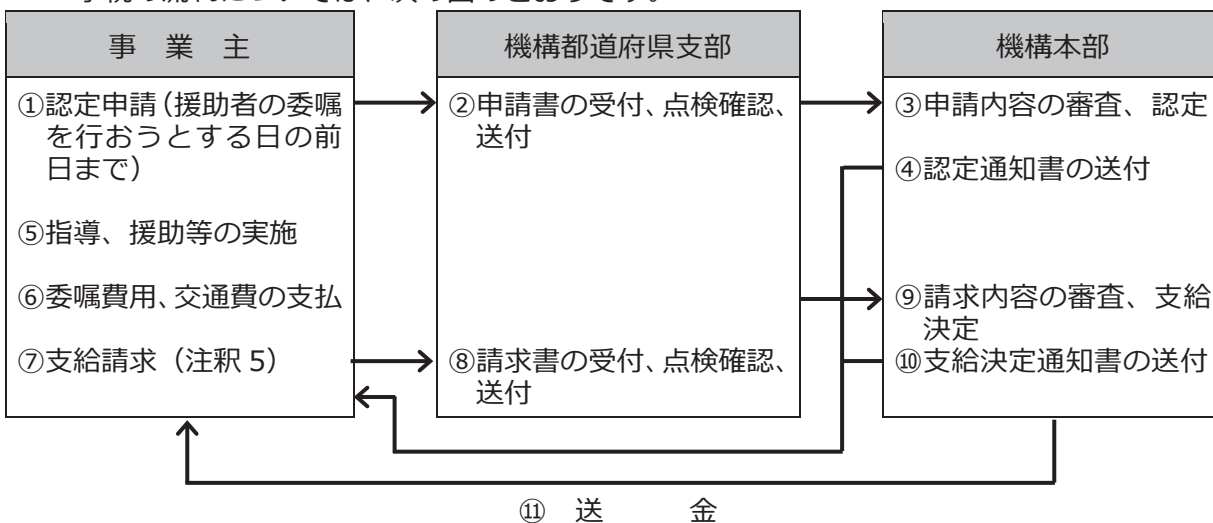 事　業　主
機構都道府県支部
機構本部
①認定申請（援助者の委嘱
を行おうとする日の前
日まで）
⑤指導、援助等の実施
⑥委嘱費用、交通費の支払
⑦支給請求（注釈 5）
②申請書の受付、点検確認、
送付
⑧請求書の受付、点検確認、
送付
③申請内容の審査、認定
④認定通知書の送付
⑨請求内容の審査、支給
決定
⑩支給決定通知書の送付
⑪　送　　金